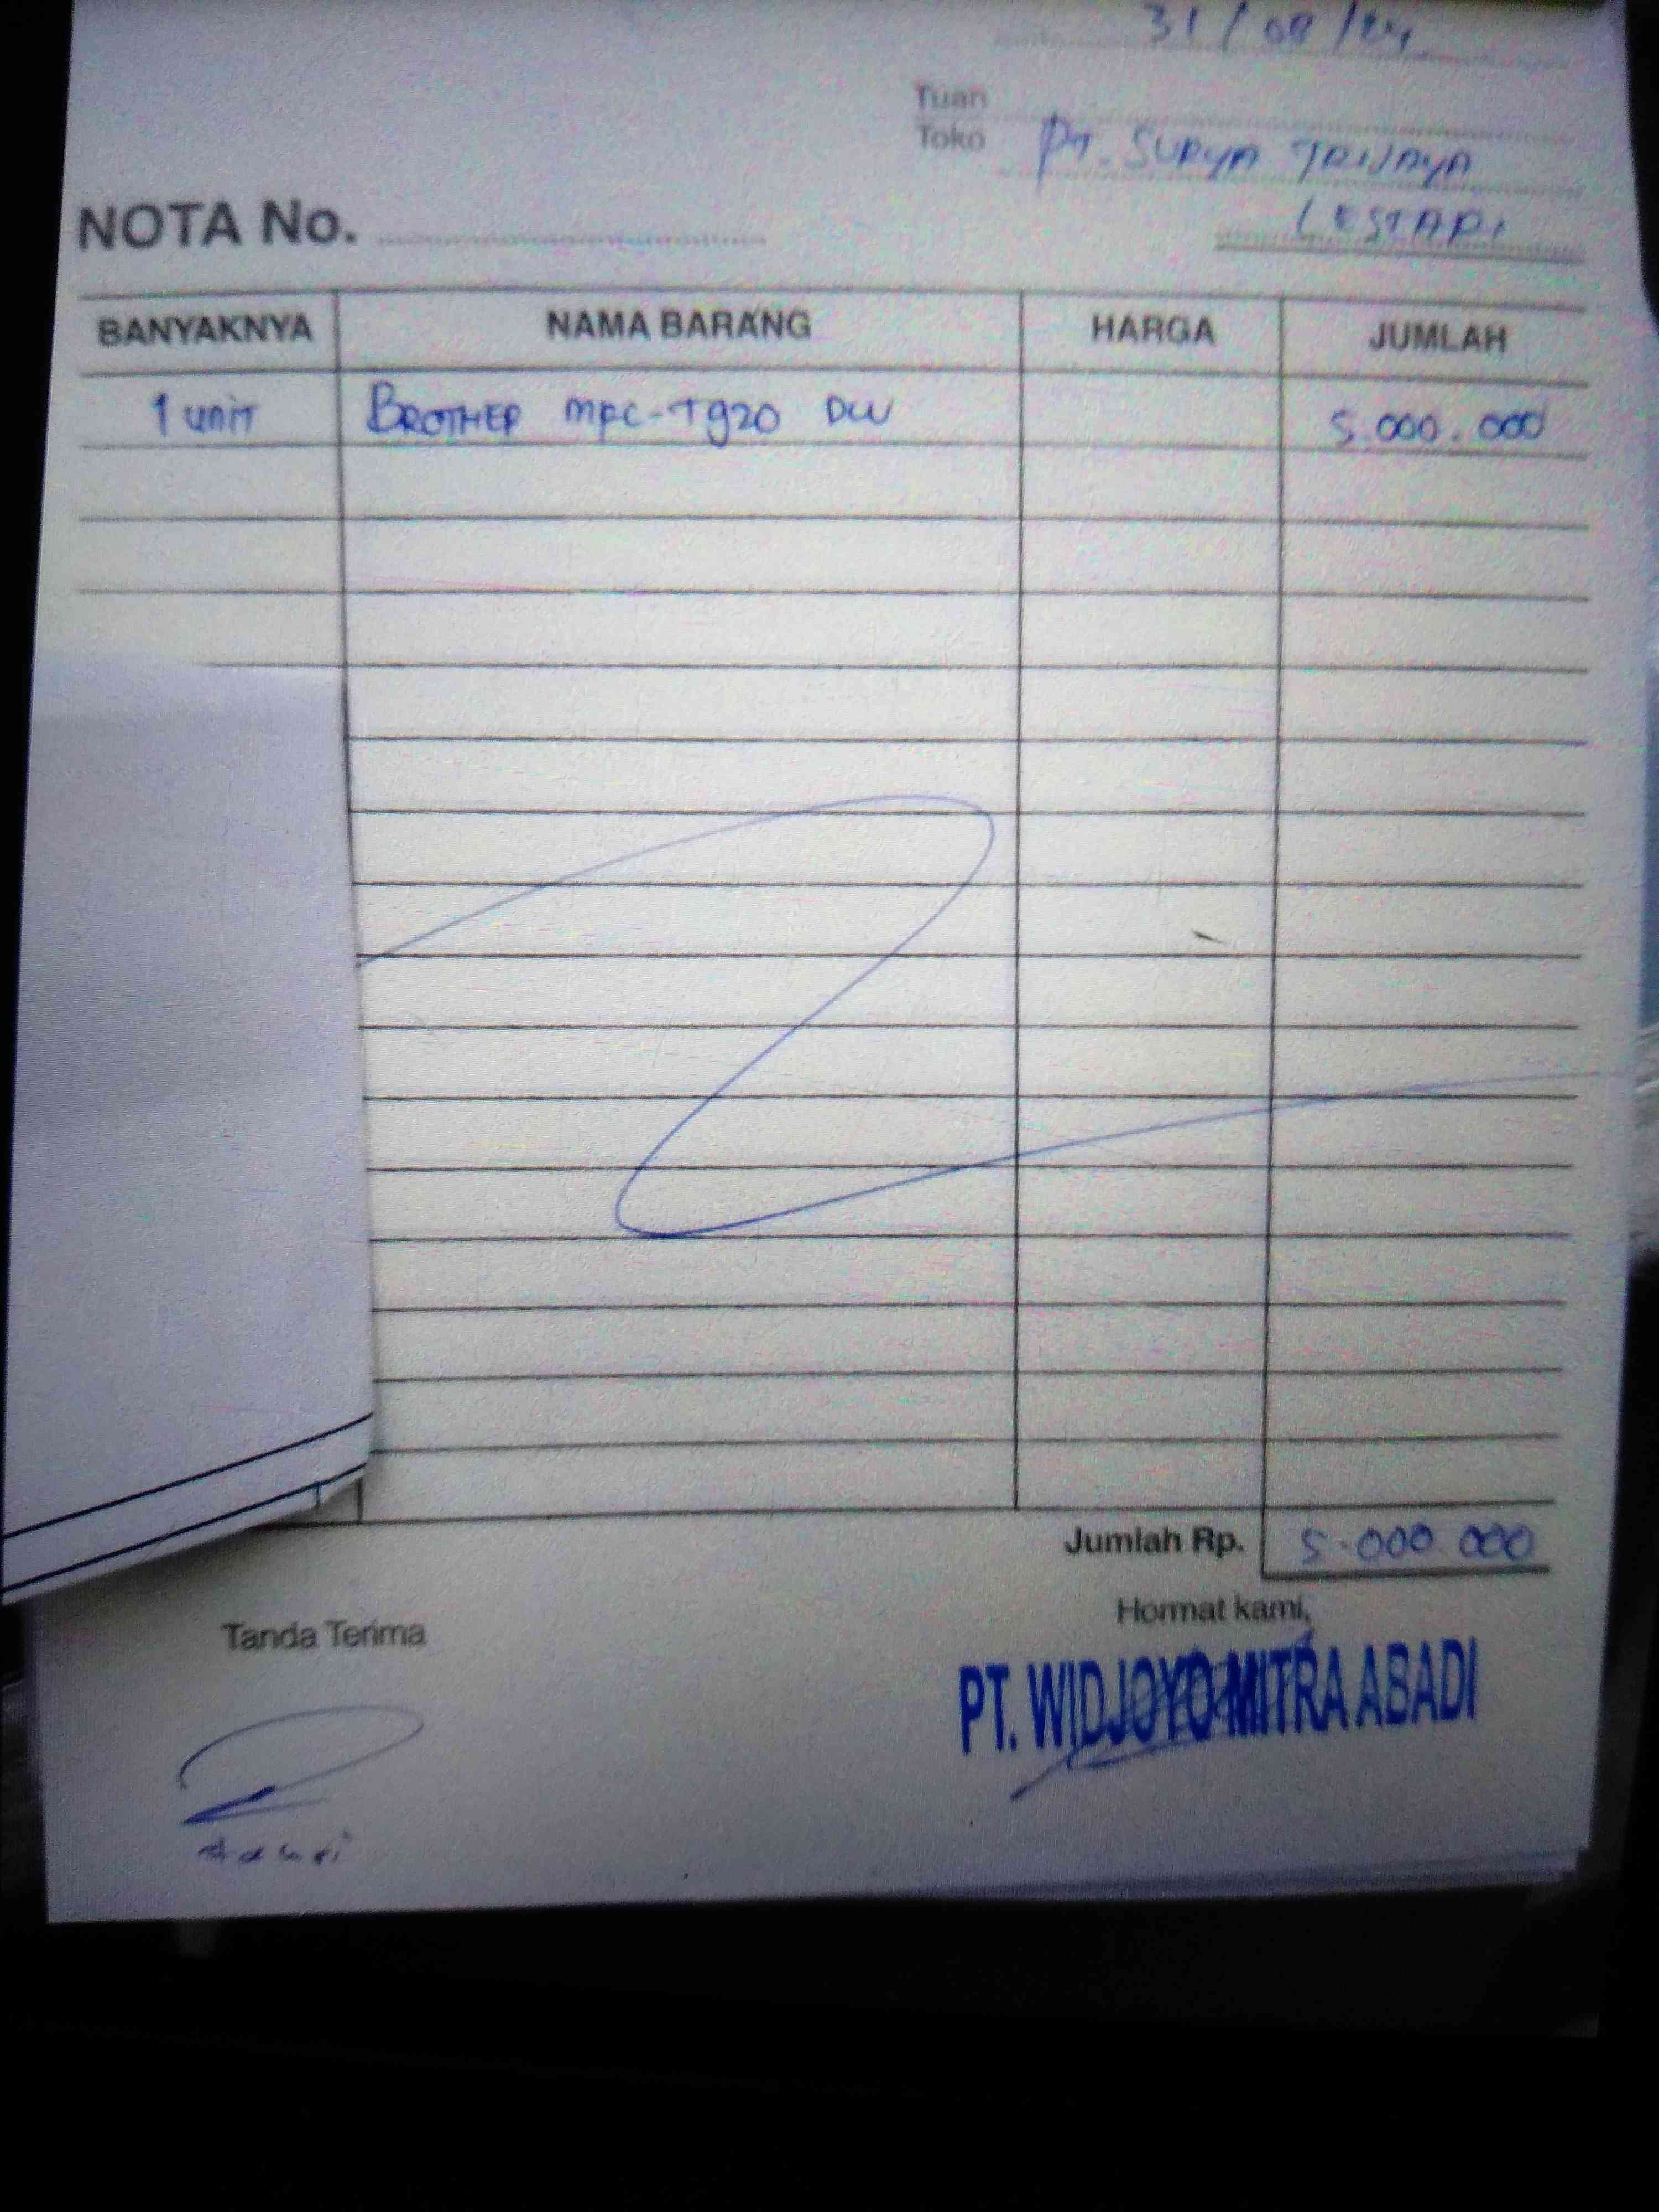 31/08/24
Tuan
Toko PT. SURYA TRIJAYA
LESTARI
NOTA No.
BANYAKNYA NAMA BARANG HARGA JUMLAH
1 unit BROTHER MFC-T920 DW 5.000.000
Jumlah Rp. 5.000.000
Tanda Terima Hormat kami,
PT. WIDJOYO MITRA ABADI